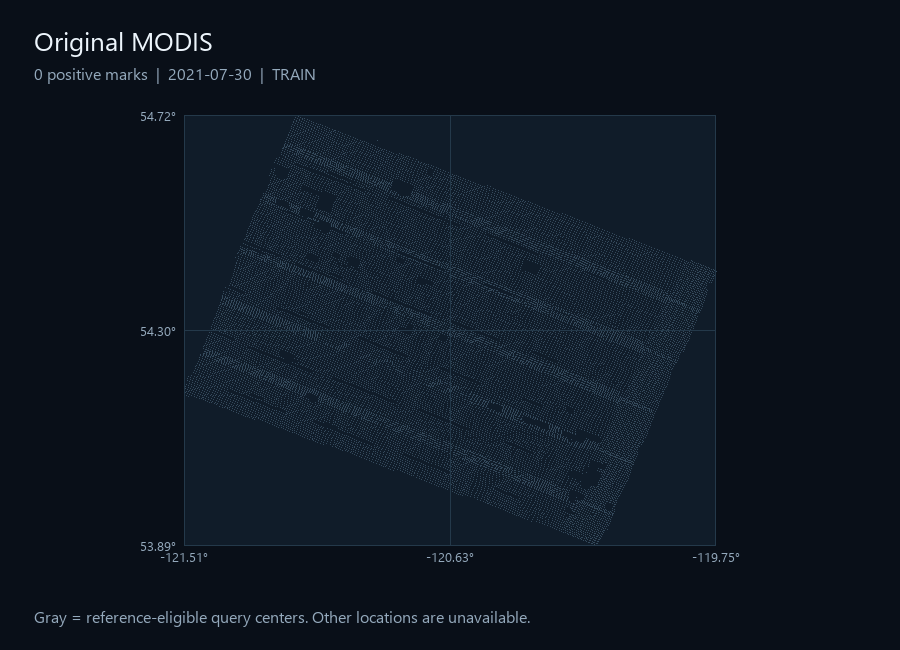 Original MODIS
0 positive marks | 2021-07-30 | TRAIN
54.72°
54.30°
53.89°
-121.51°
-120.63°
-119.75°
Gray = reference-eligible query centers. Other locations are unavailable.